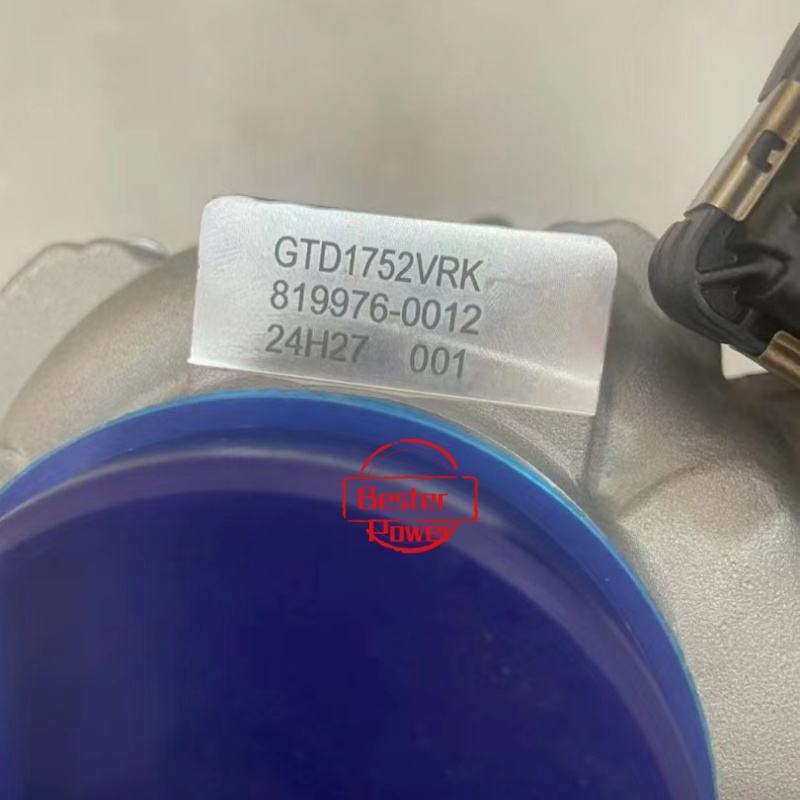 GTD1752VRK
819976-0012
24H27 001
Bester
Power